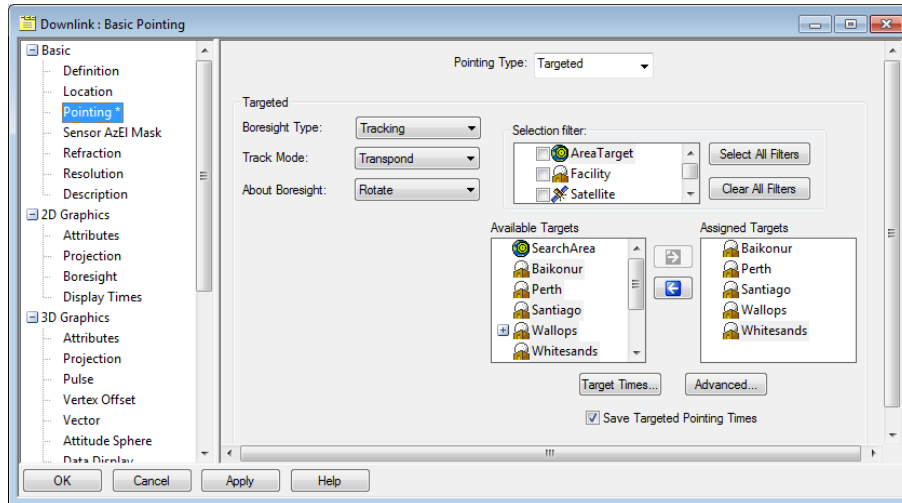 Downlink : Basic Pointing
Basic
Definition
Location
Pointing *
Sensor AzEl Mask
Refraction
Resolution
Description
2D Graphics
Attributes
Projection
Boresight
Display Times
3D Graphics
Attributes
Projection
Pulse
Vertex Offset
Vector
Attitude Sphere
Data Display
Pointing Type: Targeted
Targeted
Boresight Type: Tracking
Track Mode: Transpond
About Boresight: Rotate
Selection filter:
AreaTarget
Facility
Satellite
Select All Filters
Clear All Filters
Available Targets
SearchArea
Baikonur
Perth
Santiago
Wallops
Whitesands
Assigned Targets
Baikonur
Perth
Santiago
Wallops
Whitesands
Target Times... Advanced...
Save Targeted Pointing Times
OK Cancel Apply Help